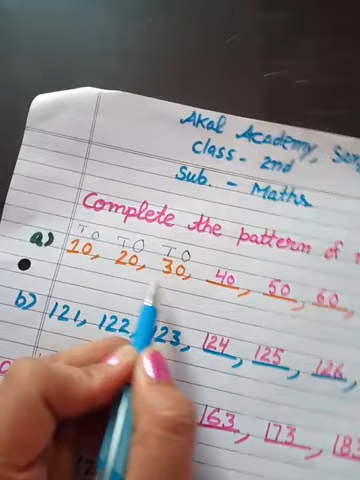 Akal Academy,
Class - 2nd
Sub. - Maths
Complete the pattern of
T O T O T O
a) 10, 20, 30, 40, 50, 60,
b) 121, 122, 123, 124, 125, 126,
163, 173, 183